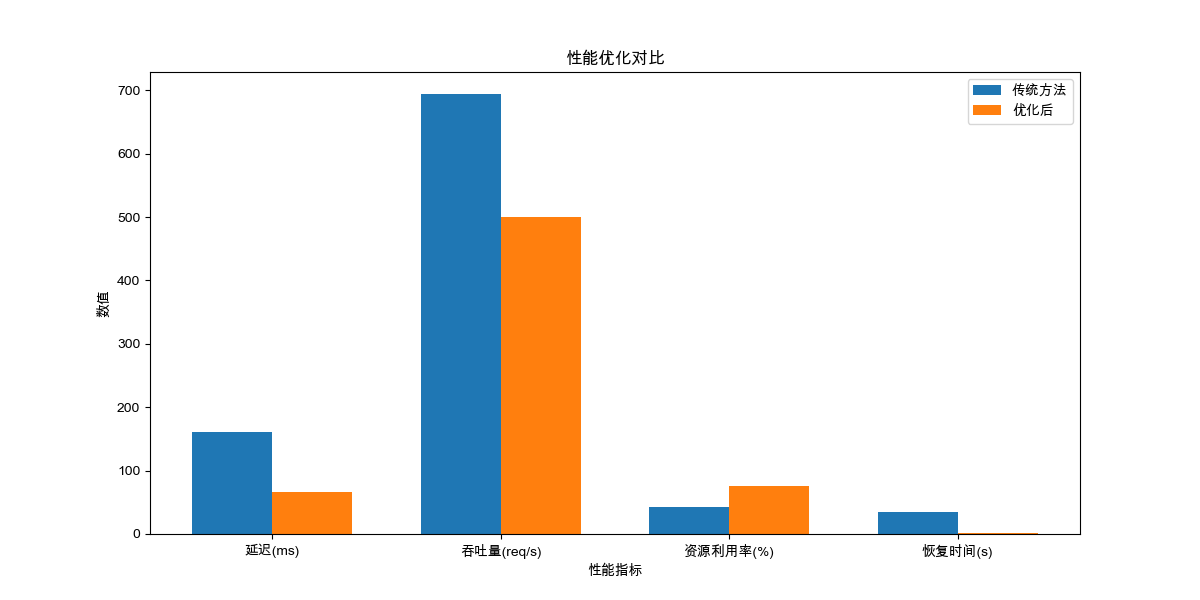 性能优化对比
传统方法
优化后
700
600
500
400
300
200
100
0
数值
延迟(ms)
吞吐量(req/s)
资源利用率(%)
恢复时间(s)
性能指标